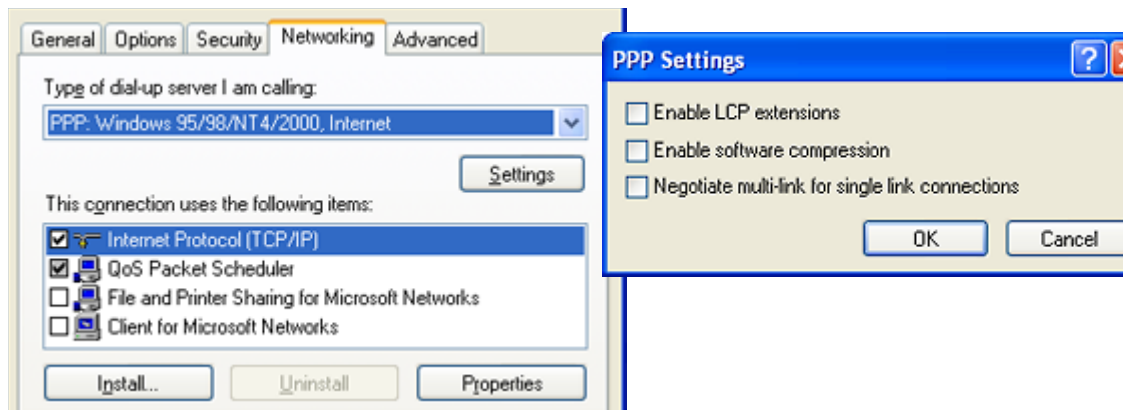 General Options Security Networking Advanced
Type of dial-up server I am calling:
PPP: Windows 95/98/NT4/2000, Internet
Settings
This connection uses the following items:
Internet Protocol (TCP/IP)
QoS Packet Scheduler
File and Printer Sharing for Microsoft Networks
Client for Microsoft Networks
Install... Uninstall Properties
PPP Settings
Enable LCP extensions
Enable software compression
Negotiate multi-link for single link connections
OK Cancel